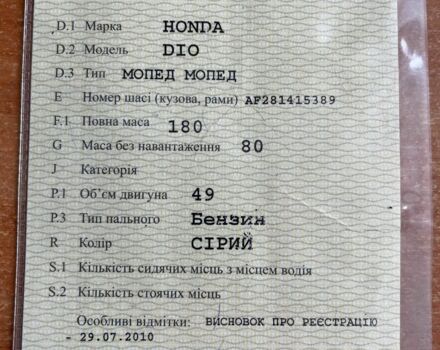 D.1 Марка HONDA
D.2 Модель DIO
D.3 Тип МОПЕД МОПЕД
E Номер шасі (кузова, рами) AF281415389
F.1 Повна маса 180
G Маса без навантаження 80
J Категорія
P.1 Об'єм двигуна 49
P.3 Тип пального Бензин
R Колір СІРИЙ
S.1 Кількість сидячих місць з місцем водія
S.2 Кількість стоячих місць
Особливі відмітки: ВИСНОВОК ПРО РЕЄСТРАЦІЮ
- 29.07.2010